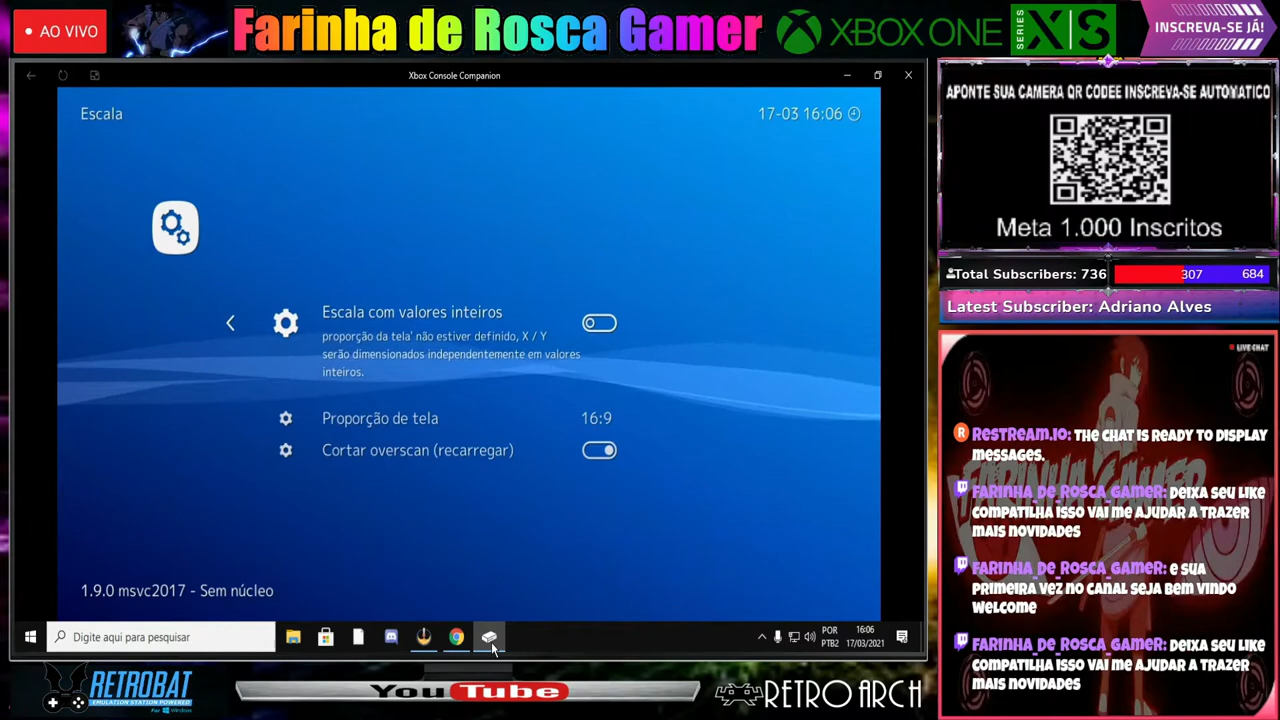 AO VIVO
Farinha de Rosca Gamer
XBOX ONE
SERIES X|S
INSCREVA-SE JÁ!
Xbox Console Companion
Escala
17-03 16:06
Escala com valores inteiros
proporção da tela' não estiver definido, X / Y
serão dimensionados independentemente em valores
inteiros.
Proporção de tela
16:9
Cortar overscan (recarregar)
1.9.0 msvc2017 - Sem núcleo
Digite aqui para pesquisar
POR
PTB2
16:06
17/03/2021
APONTE SUA CAMERA QR CODEE INSCREVA-SE AUTOMATICO
Meta 1.000 Inscritos
Total Subscribers: 736
307
684
Latest Subscriber: Adriano Alves
LIVE CHAT
Restream.io: The chat is ready to display
messages.
Farinha_de_Rosca_Gamer: Deixa seu like
compatilha isso vai me ajudar a trazer
mais novidades
Farinha_de_Rosca_Gamer: e sua
primeira vez no canal seja bem vindo
welcome
Farinha_de_Rosca_Gamer: Deixa seu like
compatilha isso vai me ajudar a trazer
mais novidades
RETROBAT
EMULATION STATION POWERED
For Windows
YouTube
RETRO ARCH